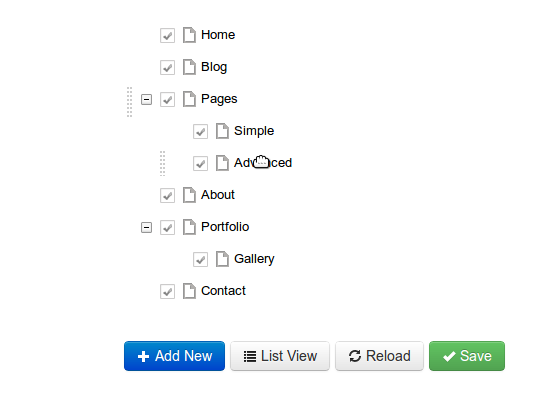 Home
Blog
Pages
Simple
Advanced
About
Portfolio
Gallery
Contact
Add New List View Reload Save